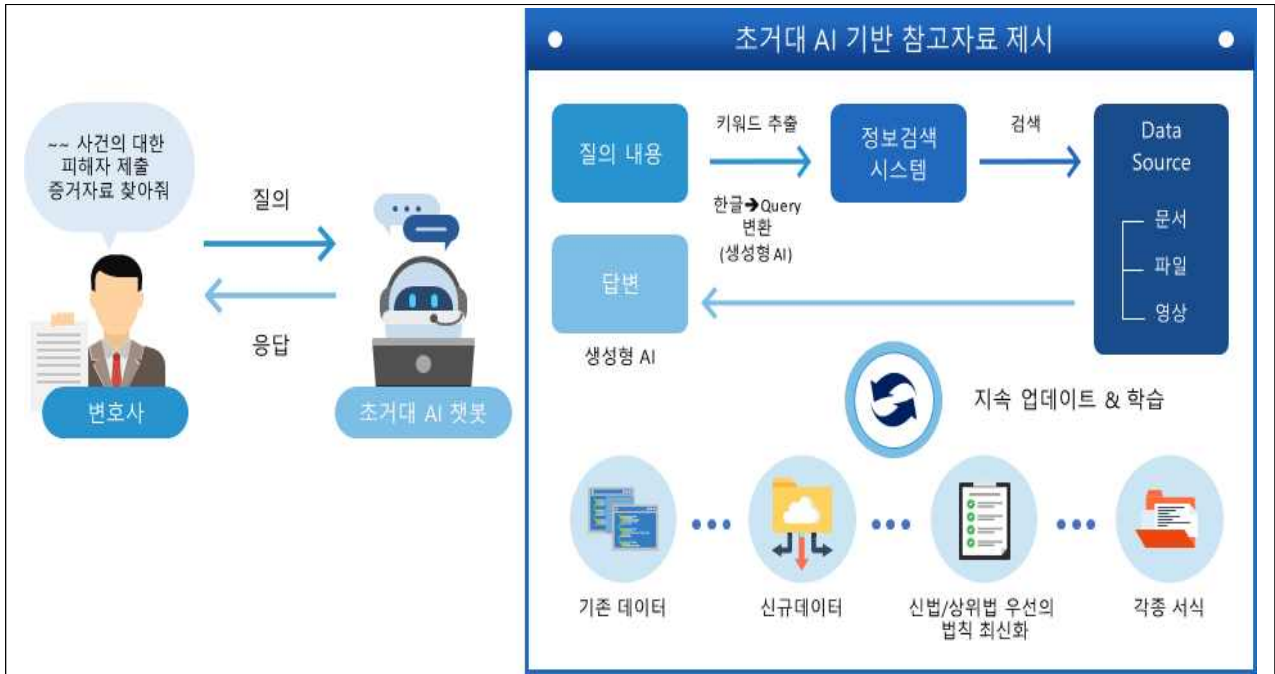 ~~ 사건의 대한
피해자 제출
증거자료 찾아줘
질의
응답
변호사
초거대 AI 챗봇
초거대 AI 기반 참고자료 제시
질의 내용
키워드 추출
한글➔Query
변환
(생성형 AI)
정보검색
시스템
검색
Data
Source
문서
파일
영상
답변
생성형 AI
지속 업데이트 & 학습
기존 데이터
신규데이터
신법/상위법 우선의
법칙 최신화
각종 서식